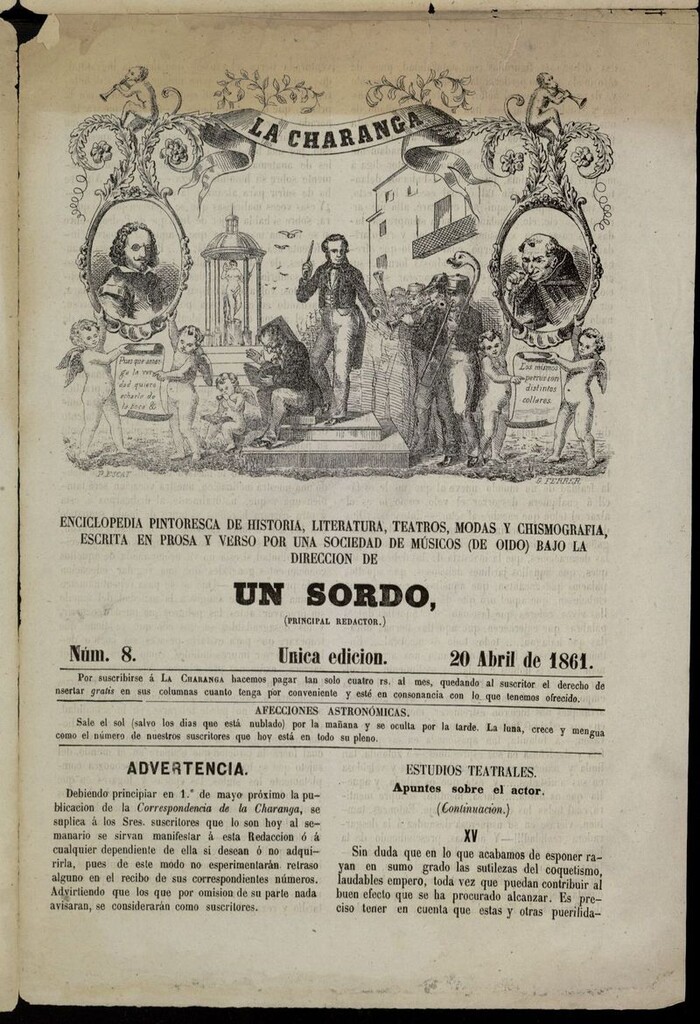 LA CHARANGA
Pues que amar-
ga la ver-
dad quiero
echarla de
la boca &
Los mismos
perros con
distintos
collares.
P. ESCAT
D. FERRER
ENCICLOPEDIA PINTORESCA DE HISTORIA, LITERATURA, TEATROS, MODAS Y CHISMOGRAFIA,
ESCRITA EN PROSA Y VERSO POR UNA SOCIEDAD DE MÚSICOS (DE OIDO) BAJO LA
DIRECCION DE
UN SORDO,
(PRINCIPAL REDACTOR.)
Núm. 8. Unica edicion. 20 Abril de 1861.
Por suscribirse á LA CHARANGA hacemos pagar tan solo cuatro rs. al mes, quedando al suscritor el derecho de
nsertar gratis en sus columnas cuanto tenga por conveniente y esté en consonancia con lo que tenemos ofrecido.
AFECCIONES ASTRONÓMICAS.
Sale el sol (salvo los dias que está nublado) por la mañana y se oculta por la tarde. La luna, crece y mengua
como el número de nuestros suscritores que hoy está en todo su pleno.
ADVERTENCIA.
Debiendo principiar en 1.° de mayo próximo la pu-
blicacion de la Correspondencia de la Charanga, se
suplica á los Sres. suscritores que lo son hoy al se-
manario se sirvan manifestar á esta Redaccion ó á
cualquier dependiente de ella si desean ó no adqui-
rirla, pues de este modo no esperimentarán retraso
alguno en el recibo de sus correspondientes números.
Advirtiendo que los que por omision de su parte nada
avisaran, se considerarán como suscritores.
ESTUDIOS TEATRALES.
Apuntes sobre el actor.
(Continuacion.)
XV
Sin duda que en lo que acabamos de esponer ra-
yan en sumo grado las sutilezas del coquetismo,
laudables empero, toda vez que puedan contribuir al
buen efecto que se ha procurado alcanzar. Es pre-
ciso tener en cuenta que estas y otras puerilida-